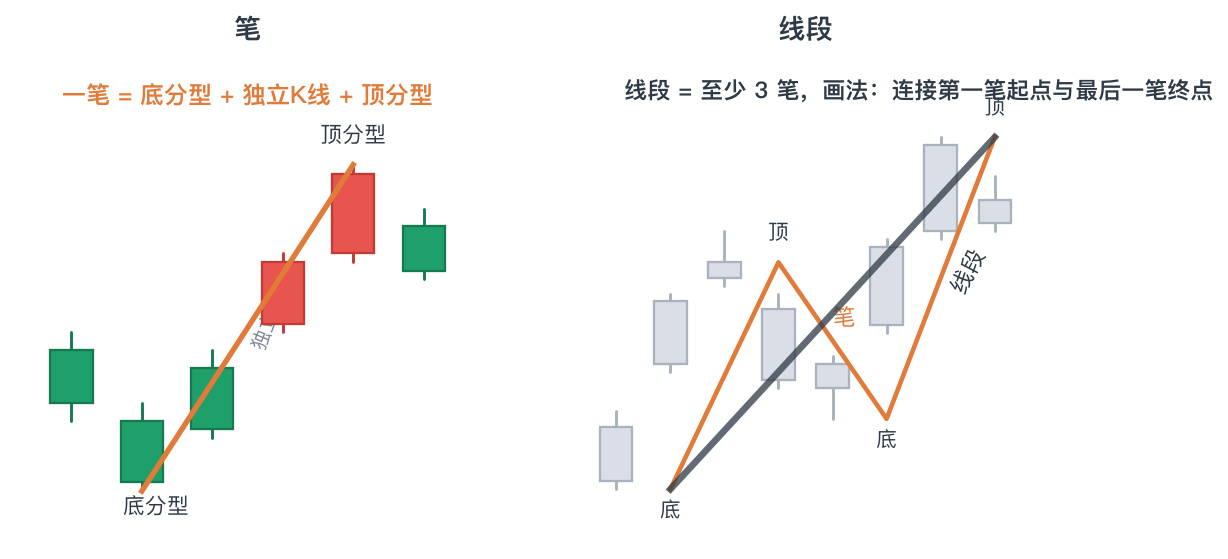 笔
一笔 = 底分型 + 独立K线 + 顶分型
顶分型
独
底分型
线段
线段 = 至少 3 笔，画法：连接第一笔起点与最后一笔终点
顶
顶
笔
线段
底
底